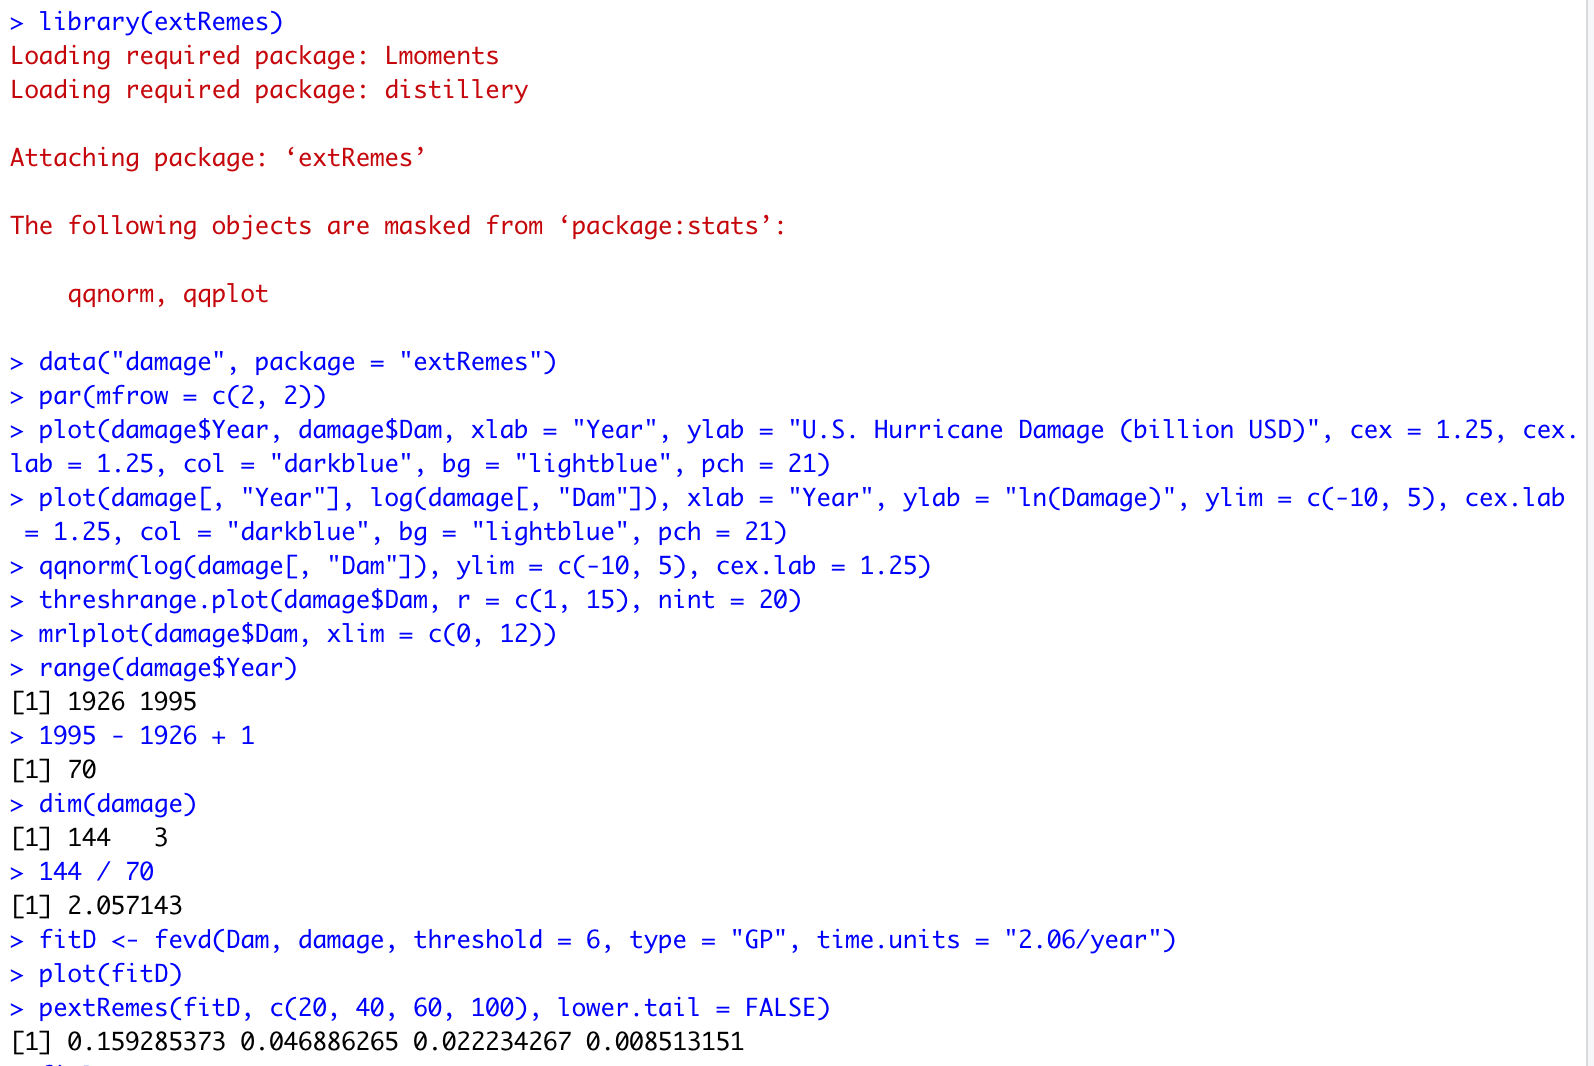 > library(extRemes)
Loading required package: Lmoments
Loading required package: distillery
Attaching package: ‘extRemes’
The following objects are masked from ‘package:stats’:
qqnorm, qqplot
> data("damage", package = "extRemes")
> par(mfrow = c(2, 2))
> plot(damage$Year, damage$Dam, xlab = "Year", ylab = "U.S. Hurricane Damage (billion USD)", cex = 1.25, cex.
lab = 1.25, col = "darkblue", bg = "lightblue", pch = 21)
> plot(damage[, "Year"], log(damage[, "Dam"]), xlab = "Year", ylab = "ln(Damage)", ylim = c(-10, 5), cex.lab
= 1.25, col = "darkblue", bg = "lightblue", pch = 21)
> qqnorm(log(damage[, "Dam"]), ylim = c(-10, 5), cex.lab = 1.25)
> threshrange.plot(damage$Dam, r = c(1, 15), nint = 20)
> mrlplot(damage$Dam, xlim = c(0, 12))
> range(damage$Year)
[1] 1926 1995
> 1995 - 1926 + 1
[1] 70
> dim(damage)
[1] 144   3
> 144 / 70
[1] 2.057143
> fitD <- fevd(Dam, damage, threshold = 6, type = "GP", time.units = "2.06/year")
> plot(fitD)
> pextRemes(fitD, c(20, 40, 60, 100), lower.tail = FALSE)
[1] 0.159285373 0.046886265 0.022234267 0.008513151